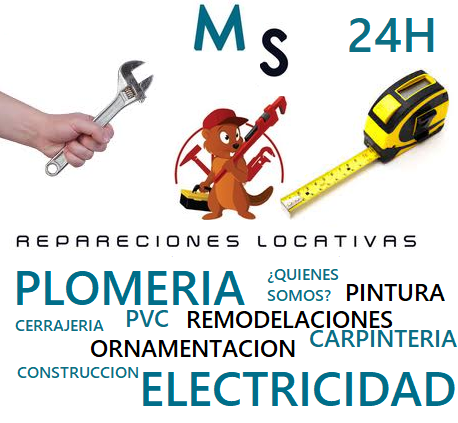 M S
24H
REPARECIONES LOCATIVAS
PLOMERIA
¿QUIENES
SOMOS?
PINTURA
CERRAJERIA
PVC
REMODELACIONES
CARPINTERIA
ORNAMENTACION
CONSTRUCCION
ELECTRICIDAD